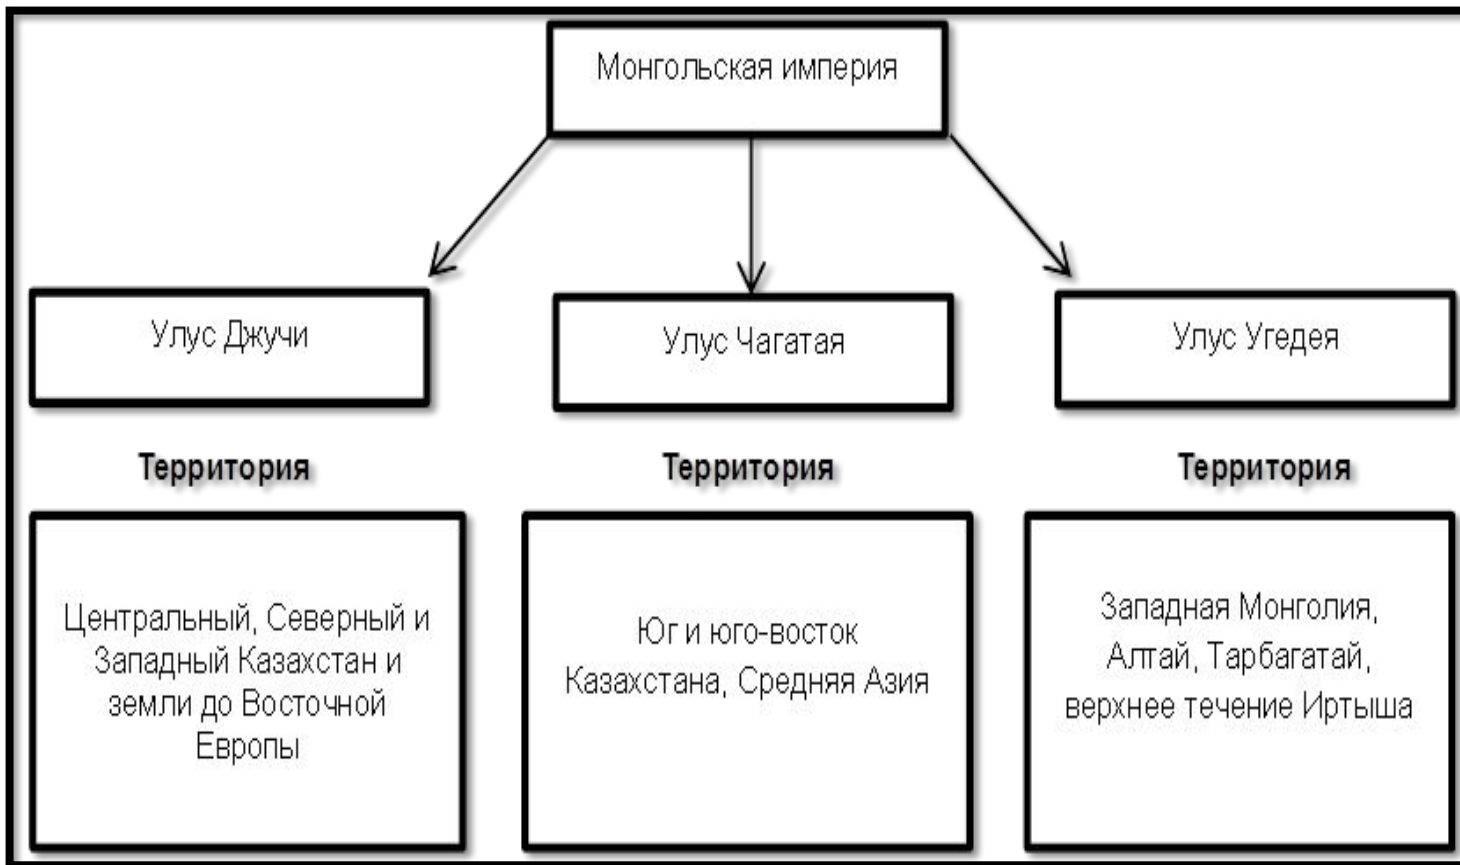 Монгольская империя
Улус Джучи
Улус Чагатая
Улус Угедея
Территория
Территория
Территория
Центральный, Северный и
Западный Казахстан и
земли до Восточной
Европы
Юг и юго-восток
Казахстана, Средняя Азия
Западная Монголия,
Алтай, Тарбагатай,
верхнее течение Иртыша